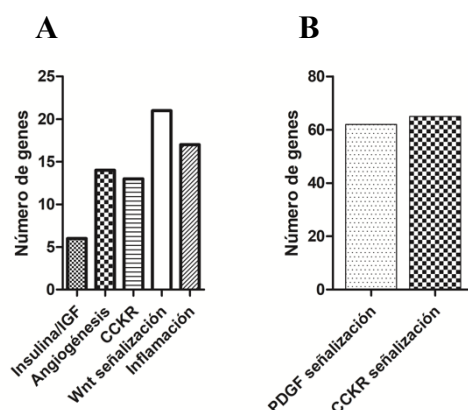 A
Número de genes
25
20
15
10
5
0
Insulina/IGF
Angiogénesis
CCKR
Wnt señalización
Inflamación
B
Número de genes
80
60
40
20
0
PDGF señalización
CCKR señalización